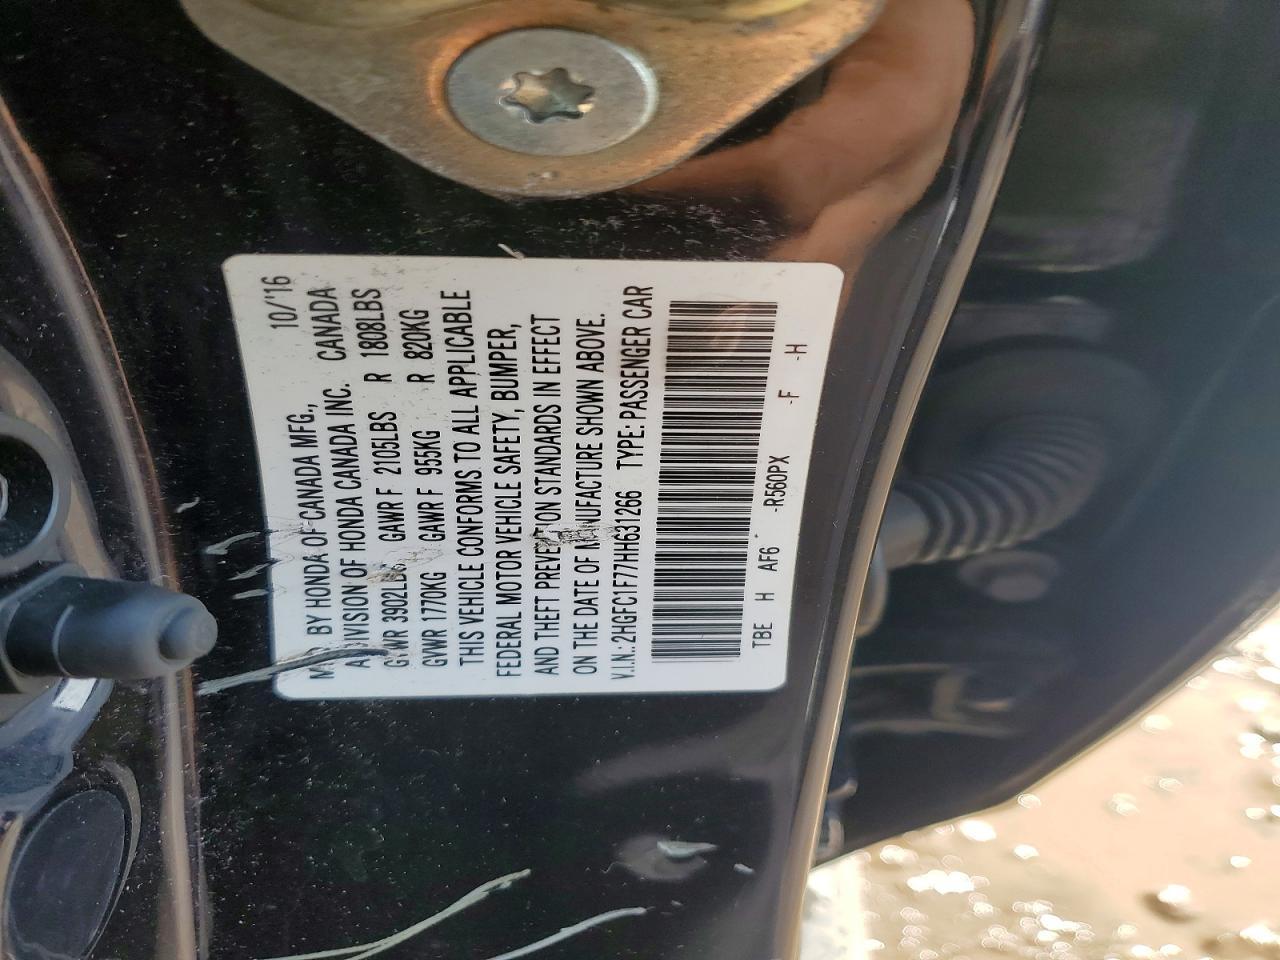 MFD BY HONDA OF CANADA MFG., 10/'16
A DIVISION OF HONDA CANADA INC. CANADA
GVWR 3902LBS GAWR F 2105LBS R 1808LBS
GVWR 1770KG GAWR F 955KG R 820KG
THIS VEHICLE CONFORMS TO ALL APPLICABLE
FEDERAL MOTOR VEHICLE SAFETY, BUMPER,
AND THEFT PREVENTION STANDARDS IN EFFECT
ON THE DATE OF MANUFACTURE SHOWN ABOVE.
V.I.N.: 2HGFC1F77HH631266 TYPE: PASSENGER CAR
TBE H AF6 -R560PX -F -H